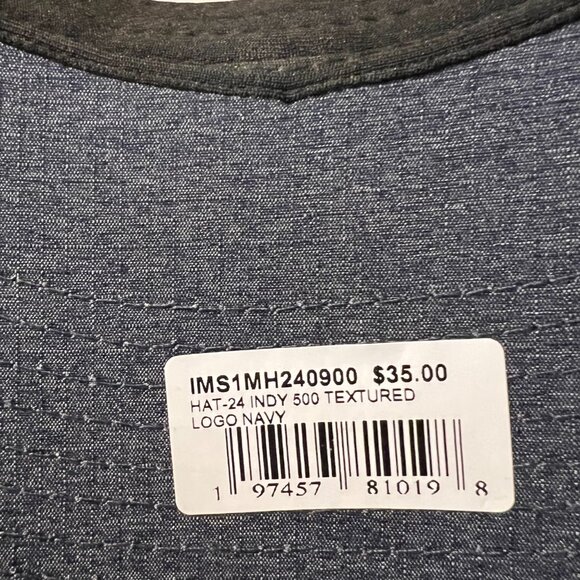 IMS1MH240900 $35.00
HAT-24 INDY 500 TEXTURED
LOGO NAVY
1 97457 81019 8